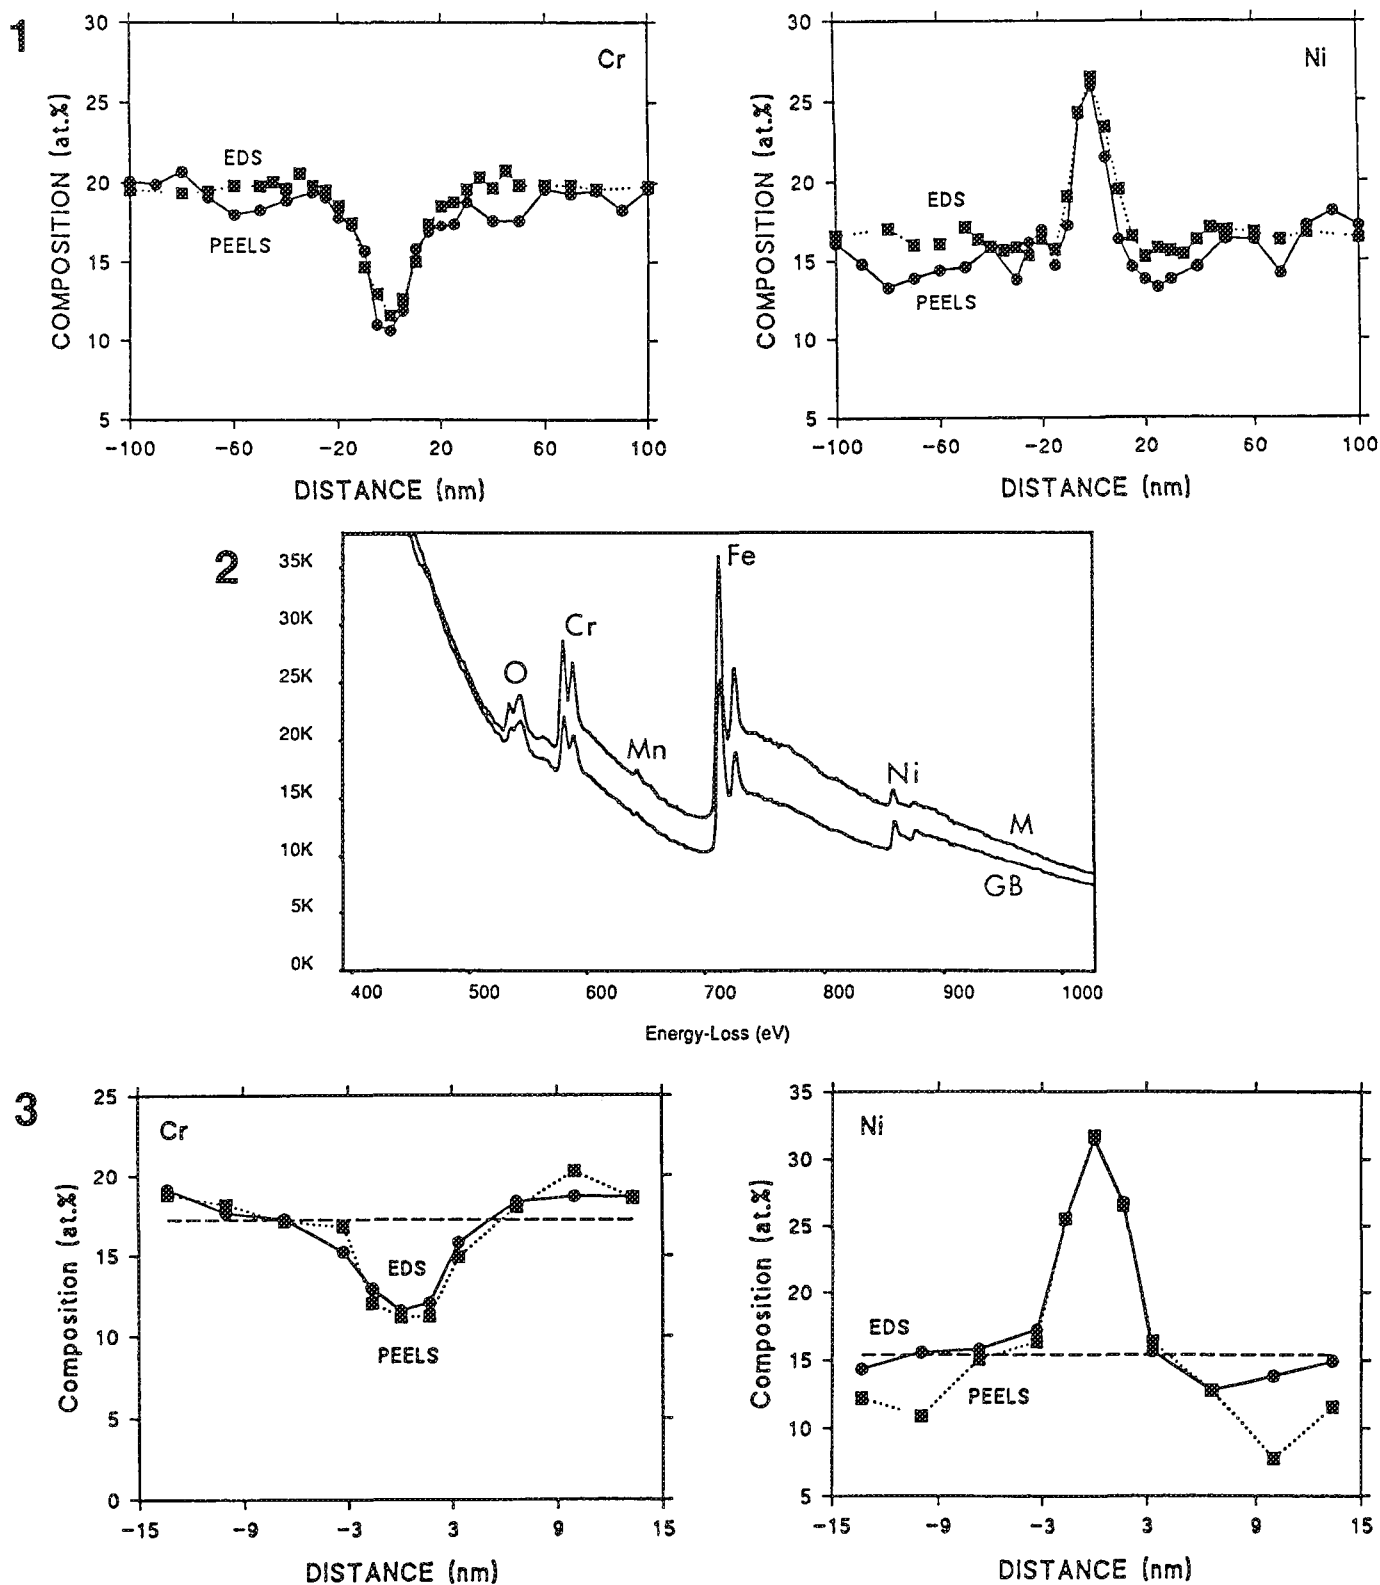 1
30
25
20
15
10
5
COMPOSITION (at.%)
Cr
EDS
PEELS
-100 -60 -20 20 60 100
DISTANCE (nm)
30
25
20
15
10
5
COMPOSITION (at.%)
Ni
EDS
PEELS
-100 -60 -20 20 60 100
DISTANCE (nm)
2
35K
30K
25K
20K
15K
10K
5K
0K
O
Cr
Mn
Fe
Ni
M
GB
400 500 600 700 800 900 1000
Energy-Loss (eV)
3
25
20
15
10
5
0
Composition (at.%)
Cr
EDS
PEELS
-15 -9 -3 3 9 15
DISTANCE (nm)
35
30
25
20
15
10
5
Composition (at.%)
Ni
EDS
PEELS
-15 -9 -3 3 9 15
DISTANCE (nm)